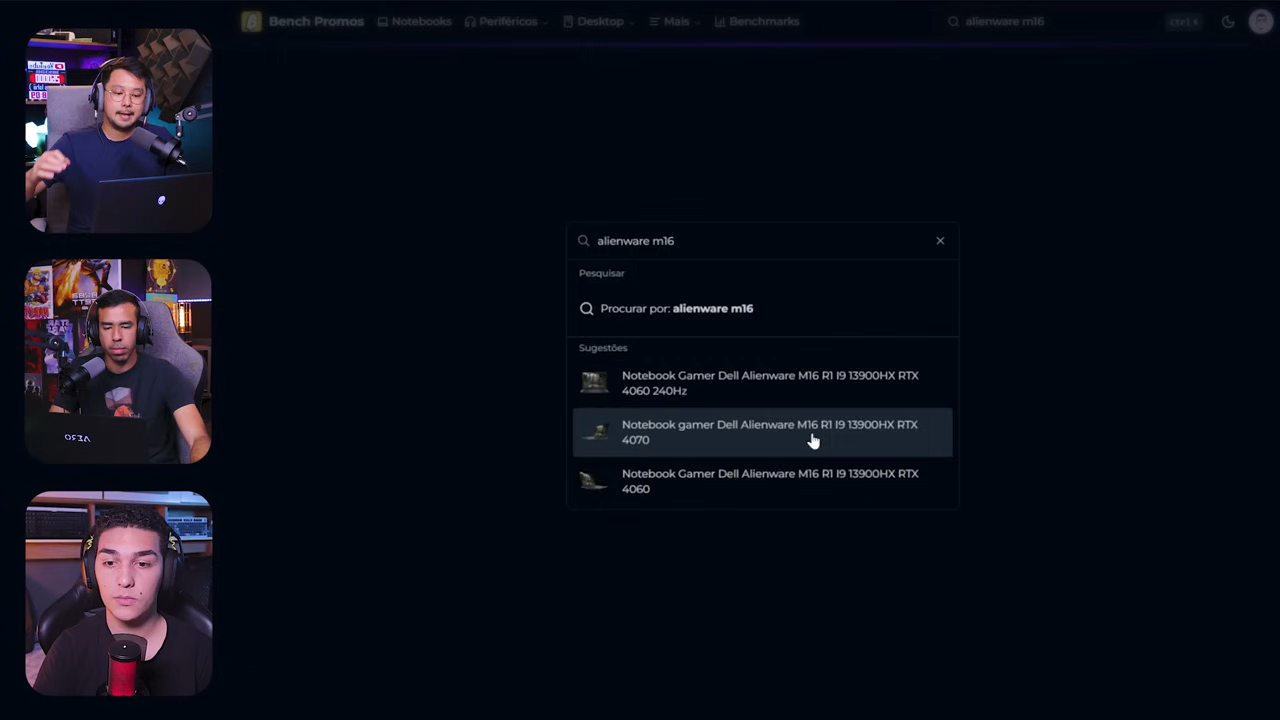 Bench Promos
Notebooks
Periféricos
Desktop
Mais
Benchmarks
alienware m16
Ctrl k
alienware m16
Pesquisar
Procurar por: alienware m16
Sugestões
Notebook Gamer Dell Alienware M16 R1 I9 13900HX RTX
4060 240Hz
Notebook gamer Dell Alienware M16 R1 I9 13900HX RTX
4070
Notebook Gamer Dell Alienware M16 R1 I9 13900HX RTX
4060
AERO